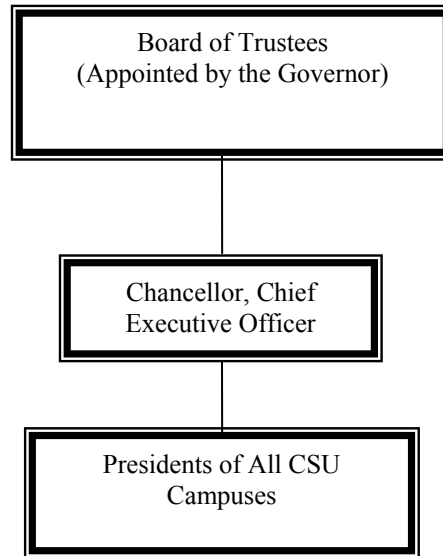 Board of Trustees
(Appointed by the Governor)
Chancellor, Chief
Executive Officer
Presidents of All CSU
Campuses